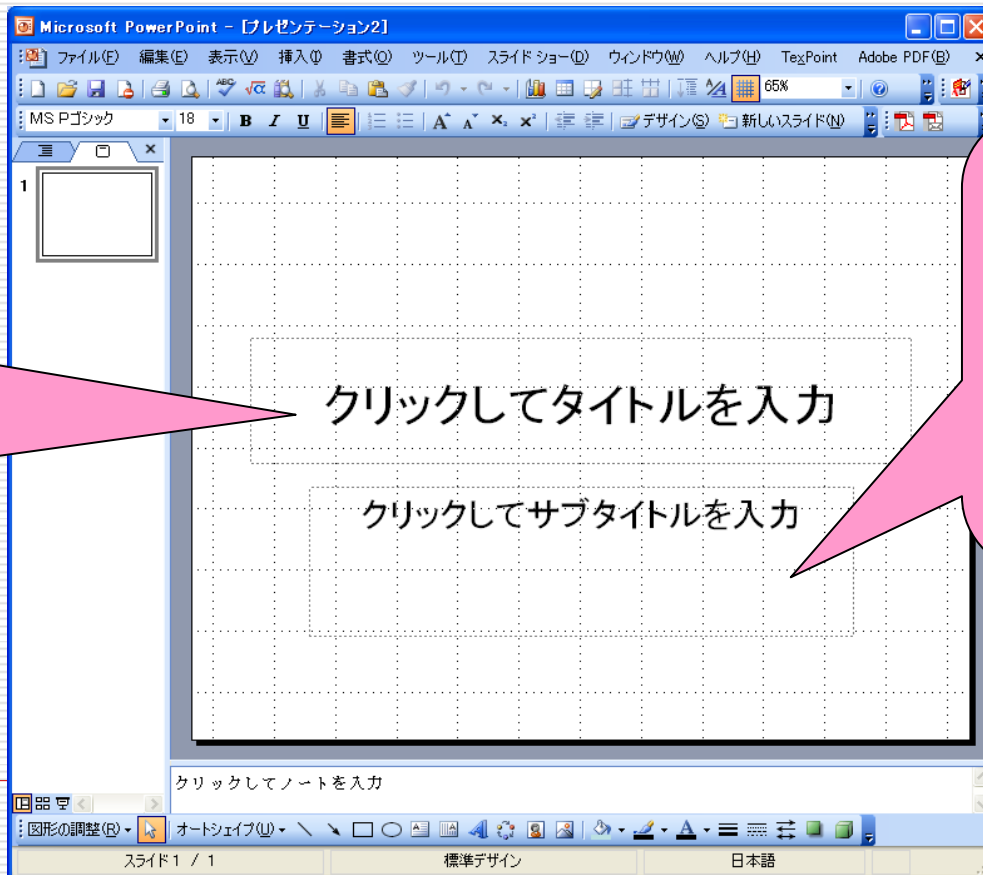 Microsoft PowerPoint - [プレゼンテーション2]
ファイル(F) 編集(E) 表示(V) 挿入(I) 書式(O) ツール(T) スライド ショー(D) ウィンドウ(W) ヘルプ(H) TexPoint Adobe PDF(B)
65%
MS Pゴシック 18 B I U デザイン(S) 新しいスライド(N)
1
クリックしてタイトルを入力
クリックしてサブタイトルを入力
クリックしてノートを入力
図形の調整(R) オートシェイプ(U)
スライド 1 / 1 標準デザイン 日本語